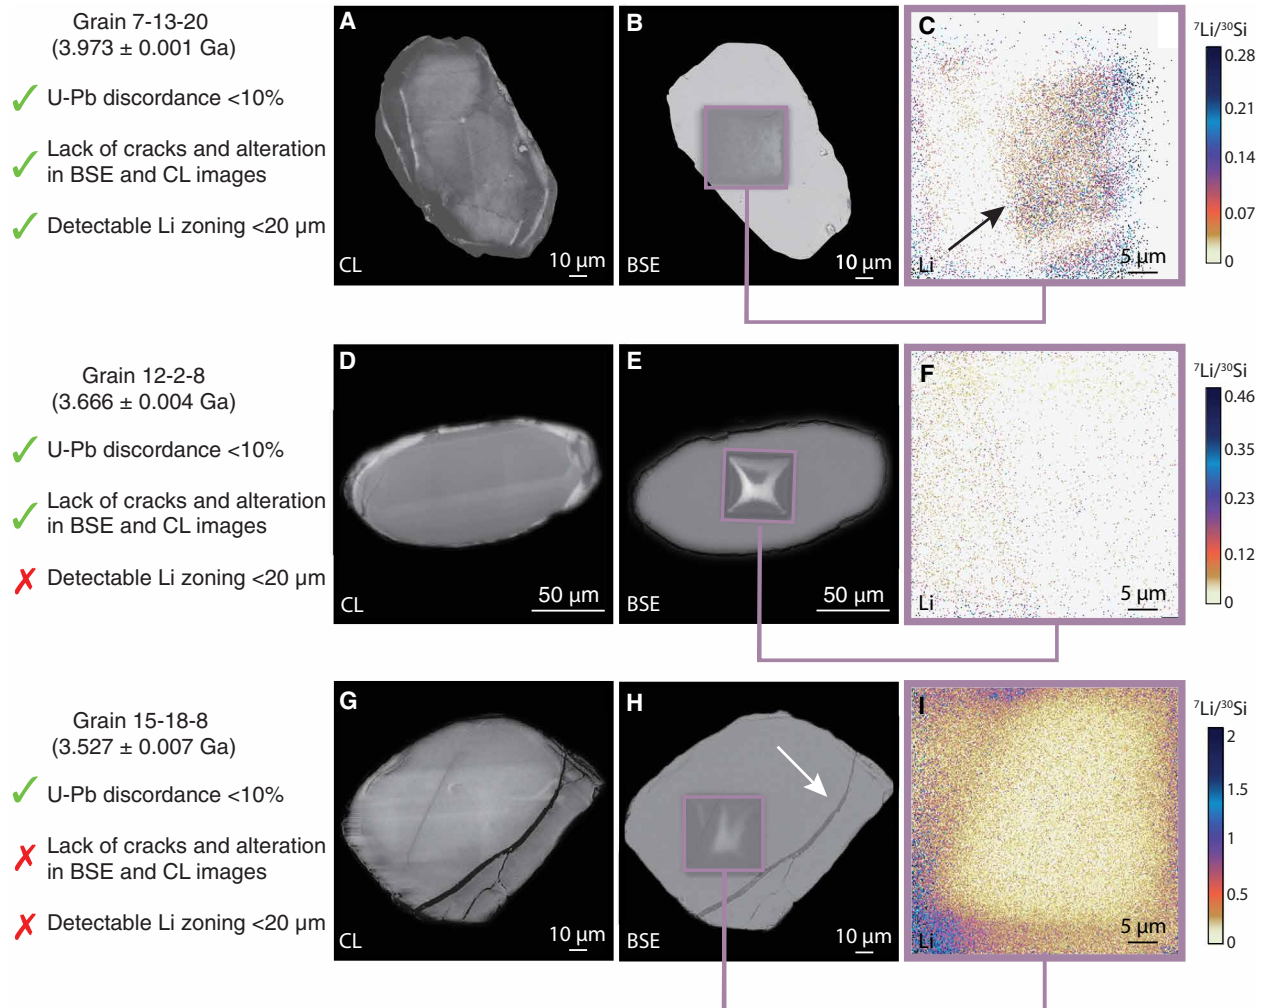 Grain 7-13-20
(3.973 ± 0.001 Ga)
✓ U-Pb discordance <10%
✓ Lack of cracks and alteration
in BSE and CL images
✓ Detectable Li zoning <20 μm
A
CL
10 μm
B
BSE
10 μm
C
Li
5 μm
⁷Li/³⁰Si
0.28
0.21
0.14
0.07
0
Grain 12-2-8
(3.666 ± 0.004 Ga)
✓ U-Pb discordance <10%
✓ Lack of cracks and alteration
in BSE and CL images
✗ Detectable Li zoning <20 μm
D
CL
50 μm
E
BSE
50 μm
F
Li
5 μm
⁷Li/³⁰Si
0.46
0.35
0.23
0.12
0
Grain 15-18-8
(3.527 ± 0.007 Ga)
✓ U-Pb discordance <10%
✗ Lack of cracks and alteration
in BSE and CL images
✗ Detectable Li zoning <20 μm
G
CL
10 μm
H
BSE
10 μm
I
Li
5 μm
⁷Li/³⁰Si
2
1.5
1
0.5
0